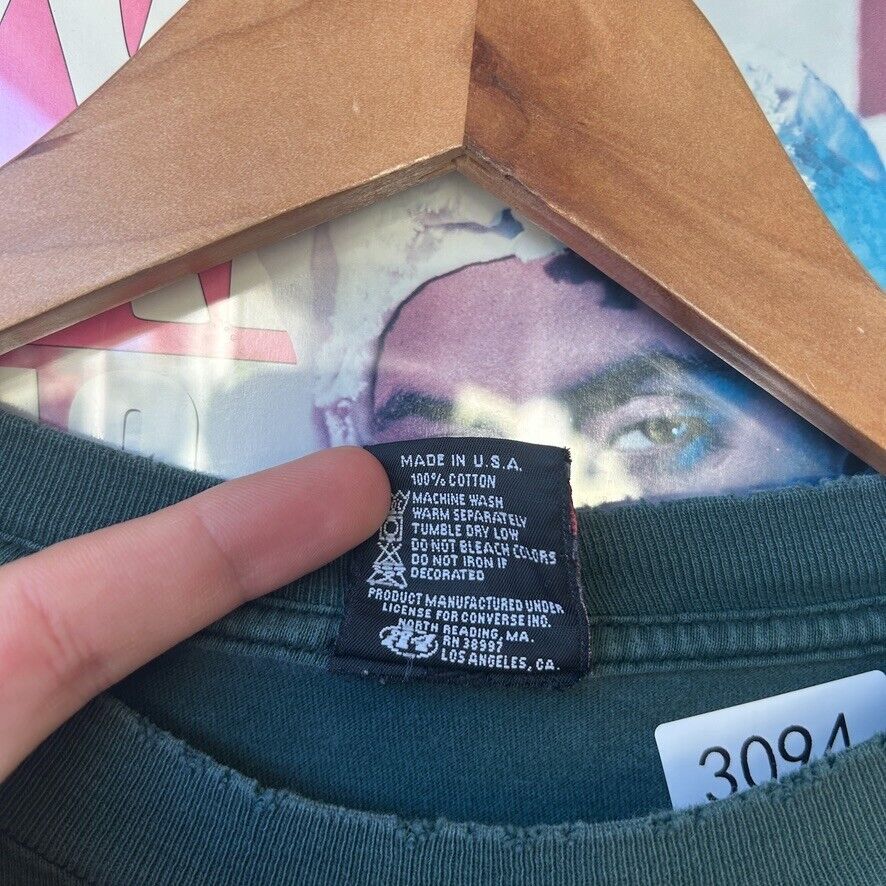 MADE IN U.S.A.
100% COTTON
MACHINE WASH
WARM SEPARATELY
TUMBLE DRY LOW
DO NOT BLEACH COLORS
DO NOT IRON IF
DECORATED
PRODUCT MANUFACTURED UNDER
LICENSE FOR CONVERSE INC.
NORTH READING, MA.
RN 38997
LOS ANGELES, CA.
3094